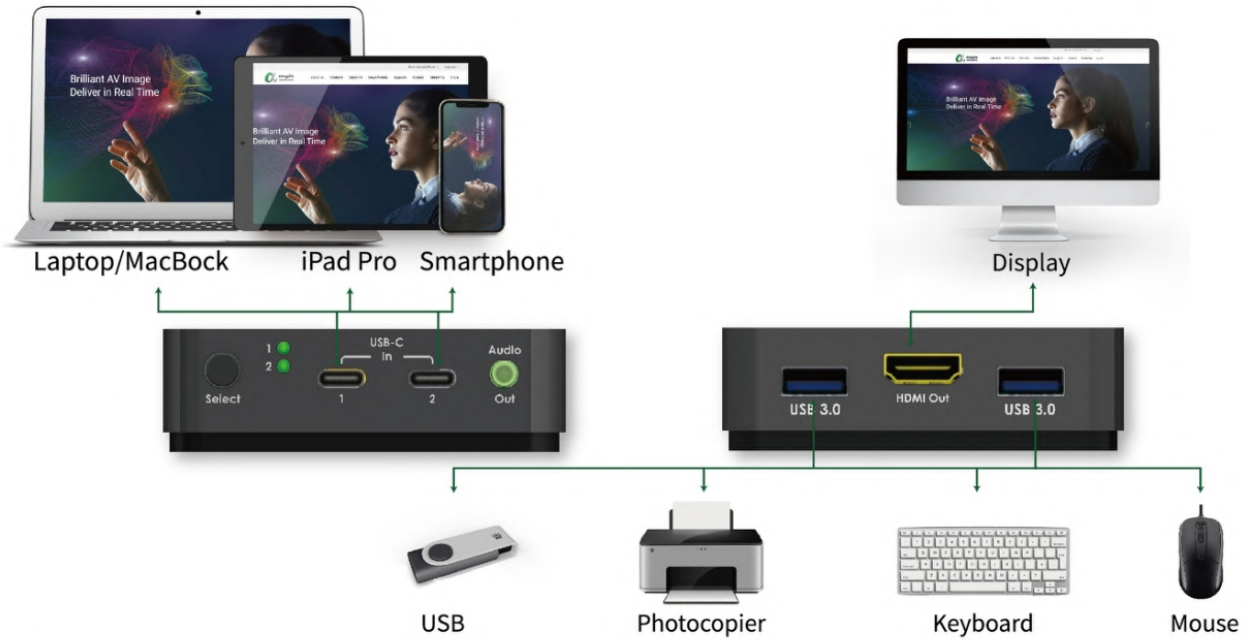 Brilliant AV Image
Deliver in Real Time
Brilliant AV Image
Deliver in Real Time
Brilliant AV Image
Deliver in Real Time
Laptop/MacBock
iPad Pro
Smartphone
Display
1
2
Select
USB-C
In
1
2
Audio
Out
USB 3.0
HDMI Out
USB 3.0
USB
Photocopier
Keyboard
Mouse